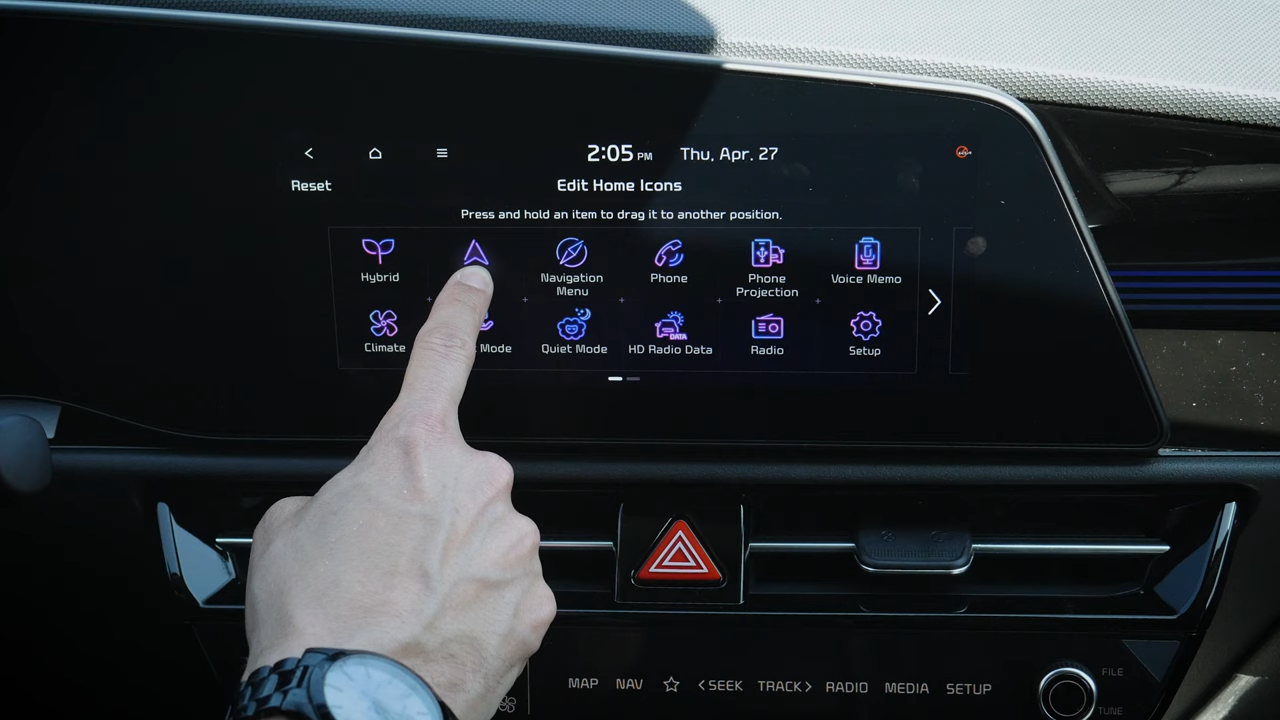 2:05 PM Thu, Apr. 27
Reset
Edit Home Icons
Press and hold an item to drag it to another position.
Hybrid
Navigation
Menu
Phone
Phone
Projection
Voice Memo
Climate
Mode
Quiet Mode
HD Radio Data
DATA
Radio
Setup
MAP NAV SEEK TRACK RADIO MEDIA SETUP
FILE
TUNE